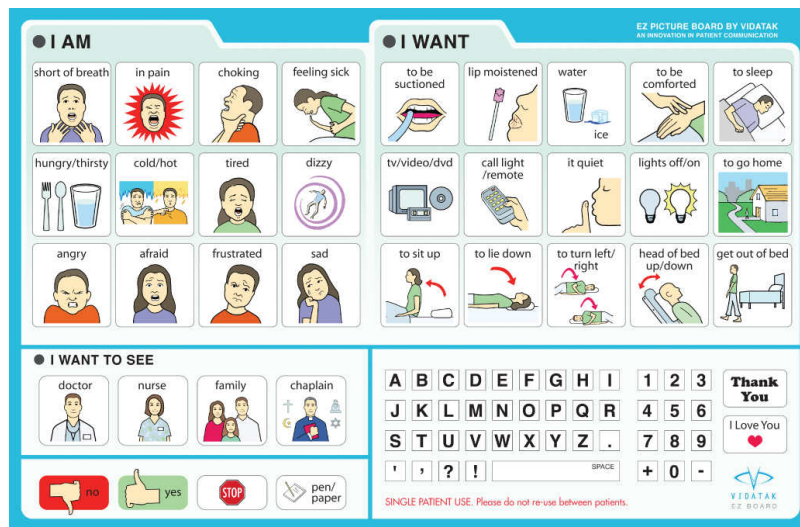 EZ PICTURE BOARD BY VIDATAK
AN INNOVATION IN PATIENT COMMUNICATION
I AM
short of breath
in pain
choking
feeling sick
hungry/thirsty
cold/hot
tired
dizzy
angry
afraid
frustrated
sad
I WANT
to be
suctioned
lip moistened
water
ice
to be
comforted
to sleep
tv/video/dvd
call light
/remote
it quiet
lights off/on
to go home
to sit up
to lie down
to turn left/
right
head of bed
up/down
get out of bed
I WANT TO SEE
doctor
nurse
family
chaplain
no
yes
STOP
pen/
paper
A B C D E F G H I
J K L M N O P Q R
S T U V W X Y Z .
' , ? ! SPACE
1 2 3
4 5 6
7 8 9
+ 0 -
Thank
You
I Love You
SINGLE PATIENT USE. Please do not re-use between patients.
VIDATAK
EZ BOARD